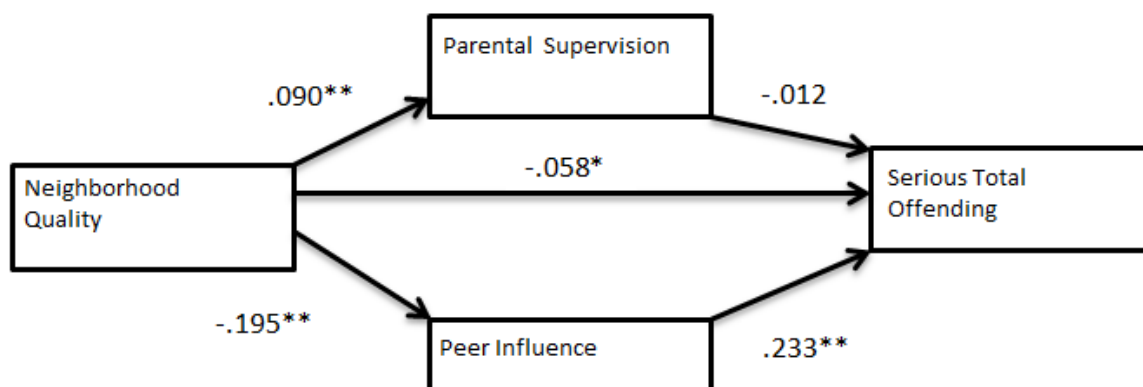 Parental Supervision
.090**
-.012
-.058*
Neighborhood
Quality
Serious Total
Offending
-.195**
Peer Influence
.233**